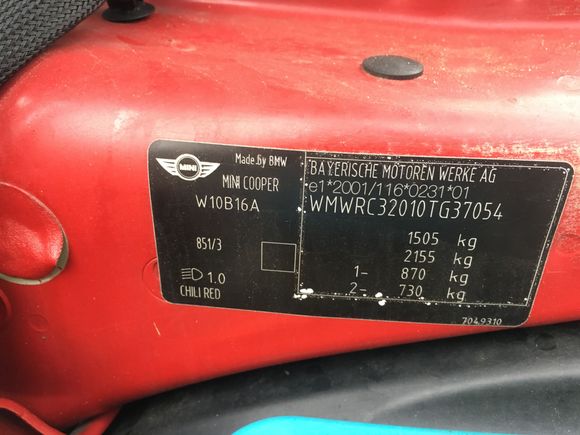 MINI
Made by BMW
MINI COOPER
W10B16A
851/3
1.0
CHILI RED
BAYERISCHE MOTOREN WERKE AG
e1*2001/116*0231*01
WMWRC32010TG37054
1505 kg
2155 kg
1- 870 kg
2- 730 kg
7049310